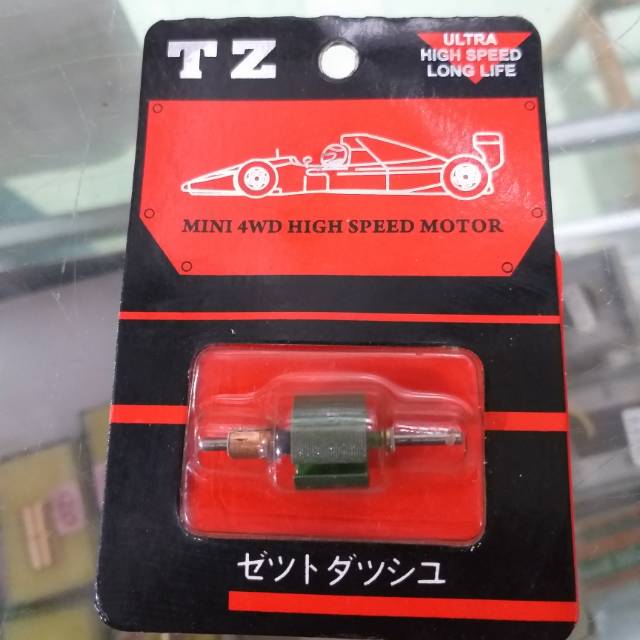 TZ
ULTRA
HIGH SPEED
LONG LIFE
MINI 4WD HIGH SPEED MOTOR
ゼツトダツシユ